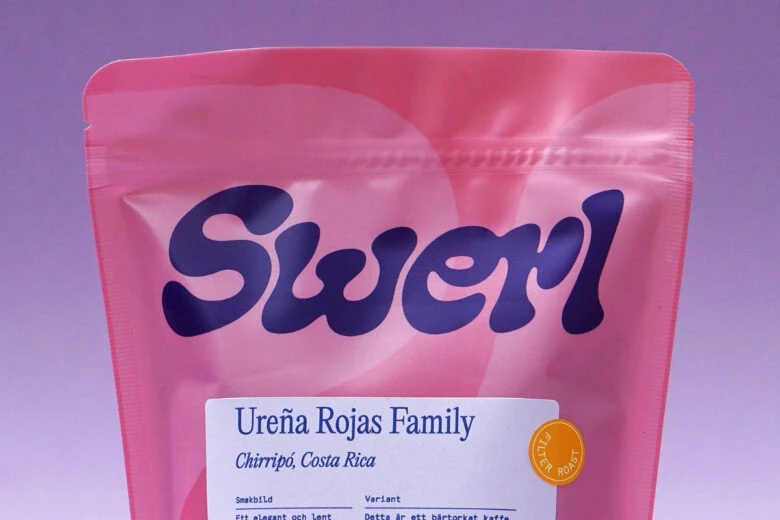 Swerl
Ureña Rojas Family
Chirripó, Costa Rica
FILTER ROAST
Smakbild
Variant
Ett elegant och lent
Detta är ett bärtorkat kaffe